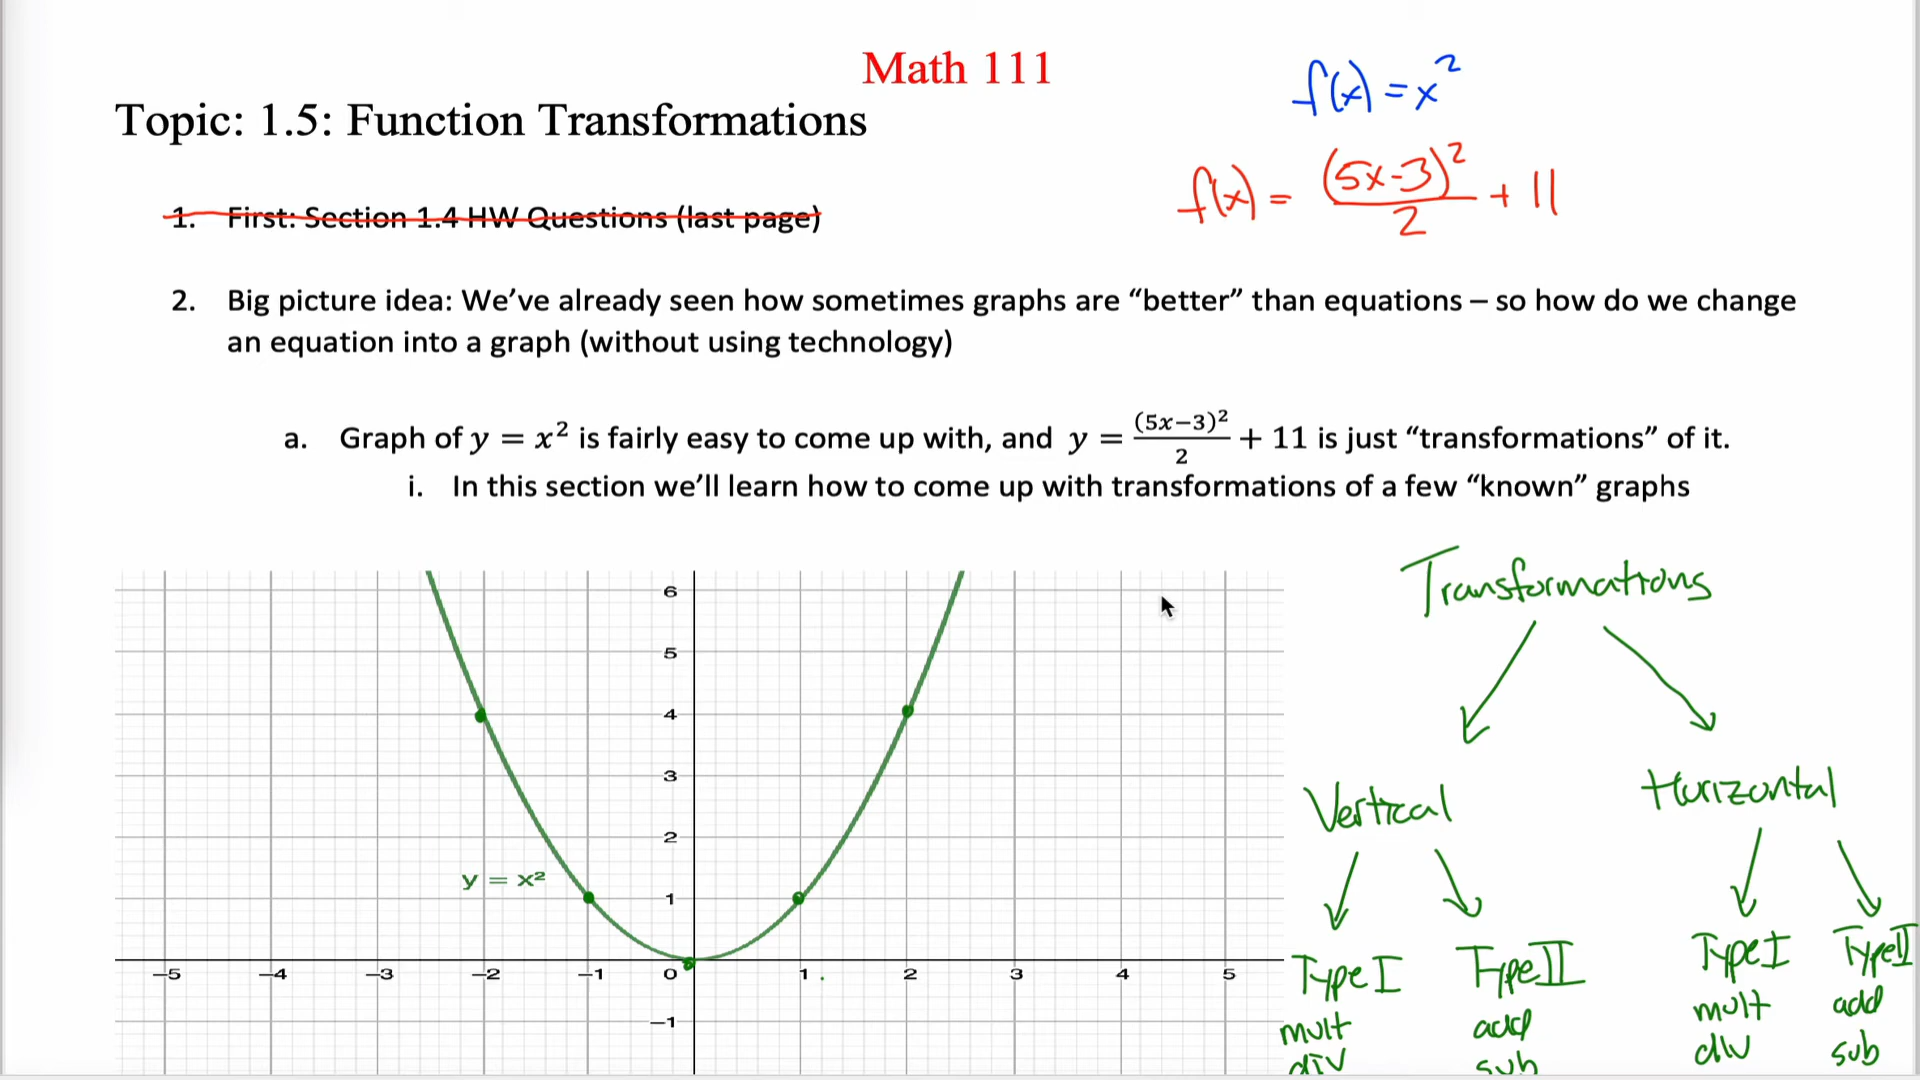 Math 111
f(x) = x²
Topic: 1.5: Function Transformations
f(x) = (5x-3)²/2 + 11
1. First: Section 1.4 HW Questions (last page)
2. Big picture idea: We’ve already seen how sometimes graphs are “better” than equations – so how do we change
an equation into a graph (without using technology)
a. Graph of y = x² is fairly easy to come up with, and y = (5x−3)²/2 + 11 is just “transformations” of it.
i. In this section we’ll learn how to come up with transformations of a few “known” graphs
Transformations
6
5
4
3
2
1
y = x²
−5 −4 −3 −2 −1 0 1 2 3 4 5
−1
Vertical Horizontal
Type I Type II Type I Type II
mult add mult add
div sub div sub